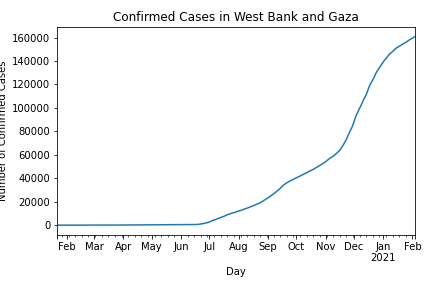 Confirmed Cases in West Bank and Gaza
Number of Confirmed Cases
160000
140000
120000
100000
80000
60000
40000
20000
0
Feb Mar Apr May Jun Jul Aug Sep Oct Nov Dec Jan Feb
2021
Day